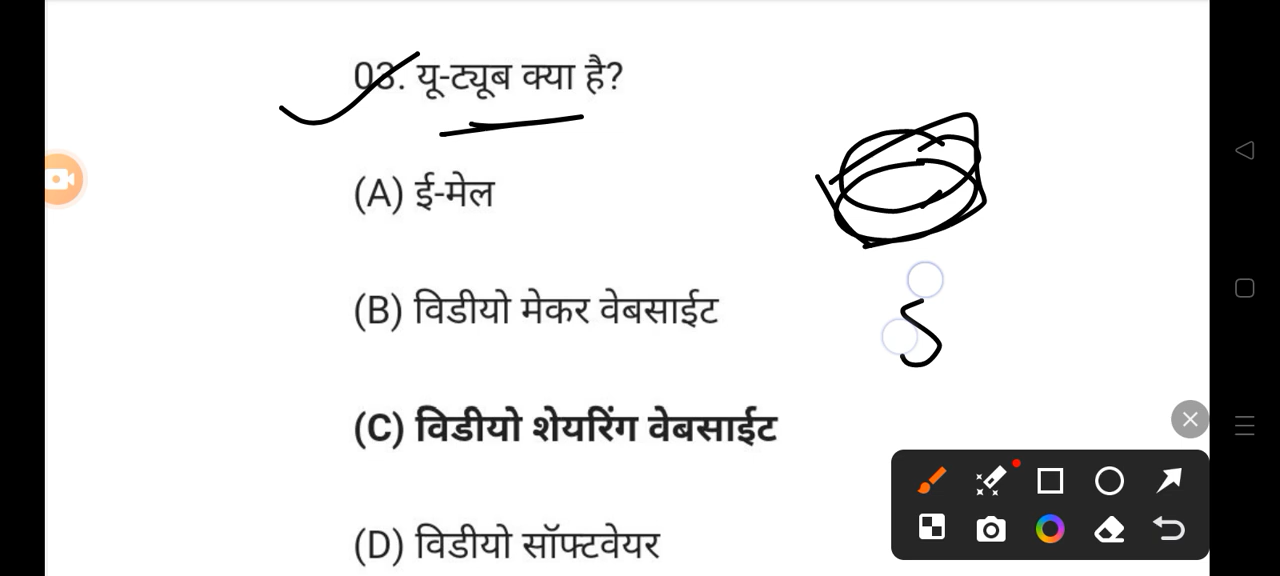 03. यू-ट्यूब क्या है?
(A) ई-मेल
(B) विडीयो मेकर वेबसाईट
(C) विडीयो शेयरिंग वेबसाईट
(D) विडीयो सॉफ्टवेयर